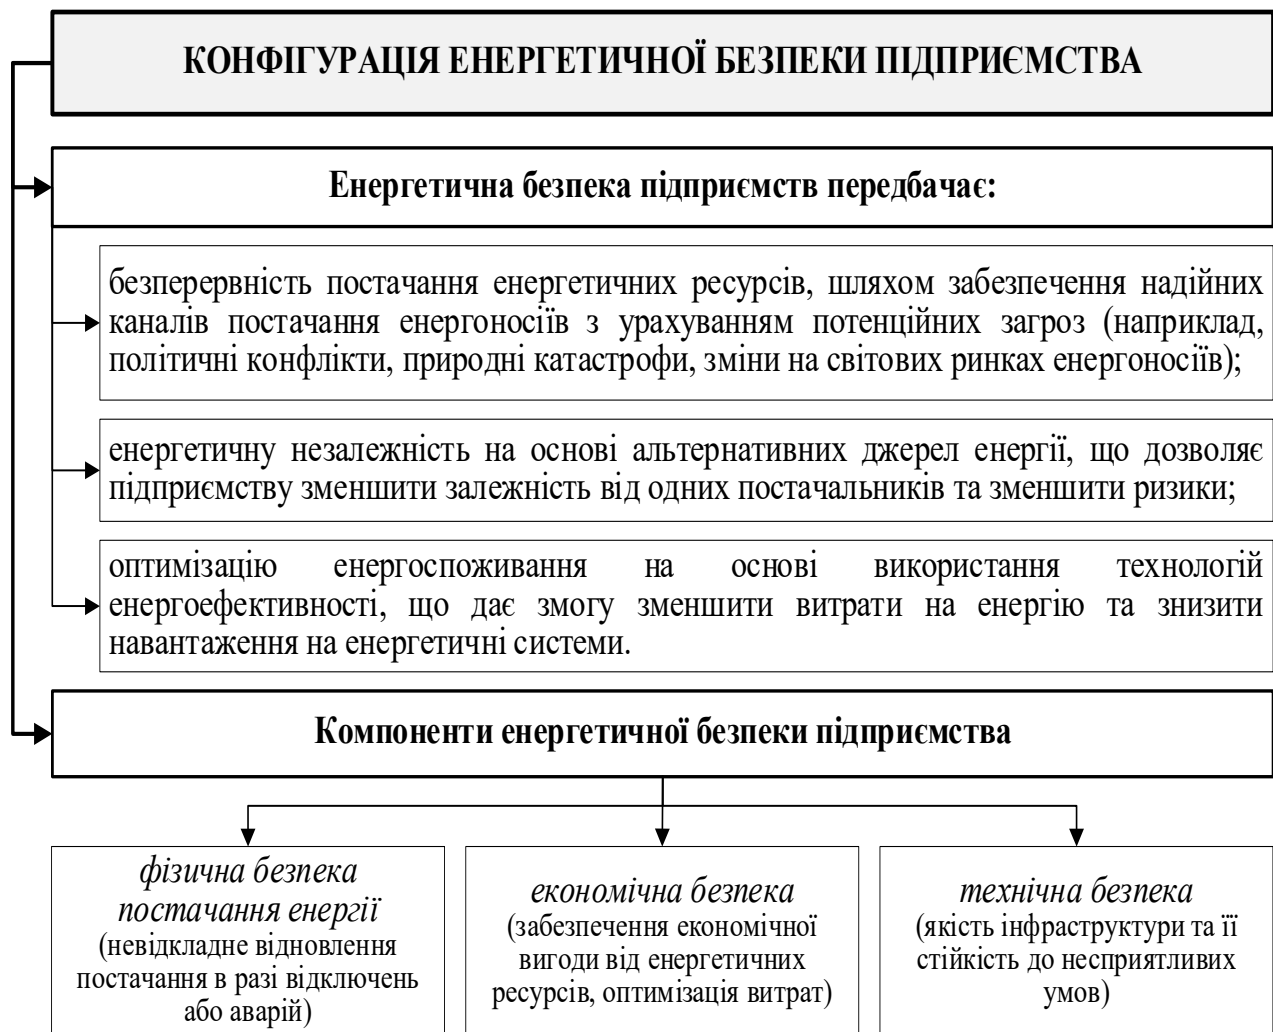 КОНФІГУРАЦІЯ ЕНЕРГЕТИЧНОЇ БЕЗПЕКИ ПІДПРИЄМСТВА
Енергетична безпека підприємств передбачає:
безперервність постачання енергетичних ресурсів, шляхом забезпечення надійних
каналів постачання енергоносіїв з урахуванням потенційних загроз (наприклад,
політичні конфлікти, природні катастрофи, зміни на світових ринках енергоносіїв);
енергетичну незалежність на основі альтернативних джерел енергії, що дозволяє
підприємству зменшити залежність від одних постачальників та зменшити ризики;
оптимізацію енергоспоживання на основі використання технологій
енергоефективності, що дає змогу зменшити витрати на енергію та знизити
навантаження на енергетичні системи.
Компоненти енергетичної безпеки підприємства
фізична безпека
постачання енергії
(невідкладне відновлення
постачання в разі відключень
або аварій)
економічна безпека
(забезпечення економічної
вигоди від енергетичних
ресурсів, оптимізація витрат)
технічна безпека
(якість інфраструктури та її
стійкість до несприятливих
умов)